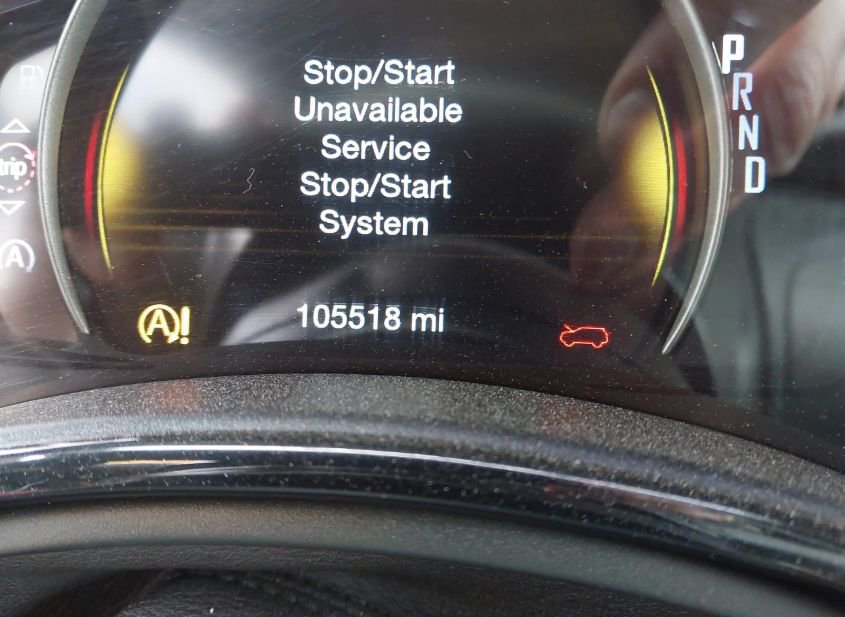 Stop/Start
Unavailable
Service
Stop/Start
System
P
R
N
D
trip
A
A!
105518 mi